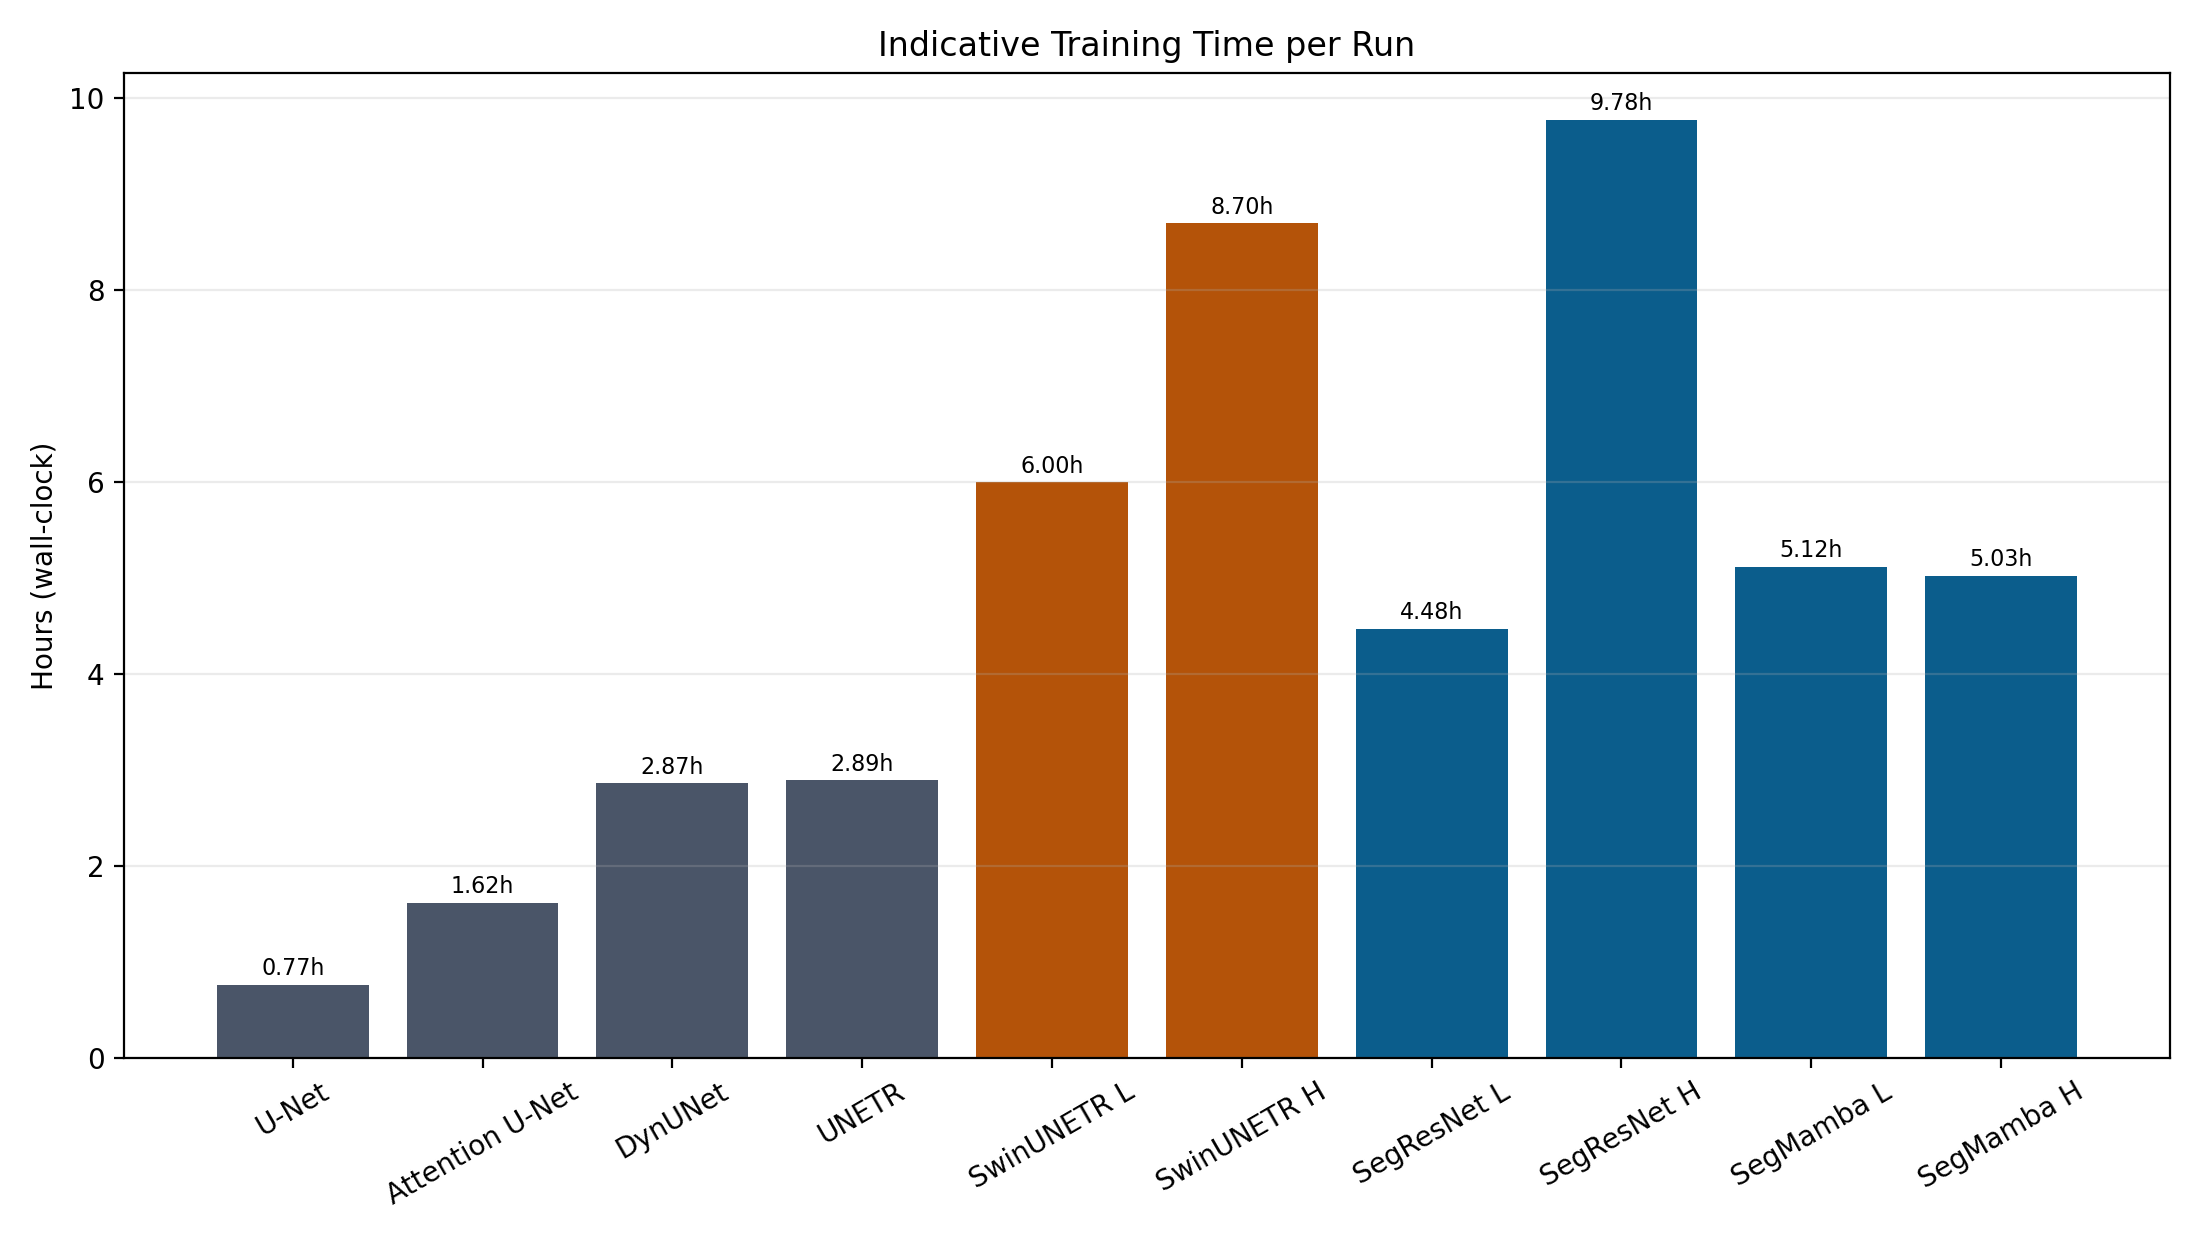 Indicative Training Time per Run
Hours (wall-clock)
10
8
6
4
2
0
0.77h
1.62h
2.87h
2.89h
6.00h
8.70h
4.48h
9.78h
5.12h
5.03h
U-Net
Attention U-Net
DynUNet
UNETR
SwinUNETR L
SwinUNETR H
SegResNet L
SegResNet H
SegMamba L
SegMamba H